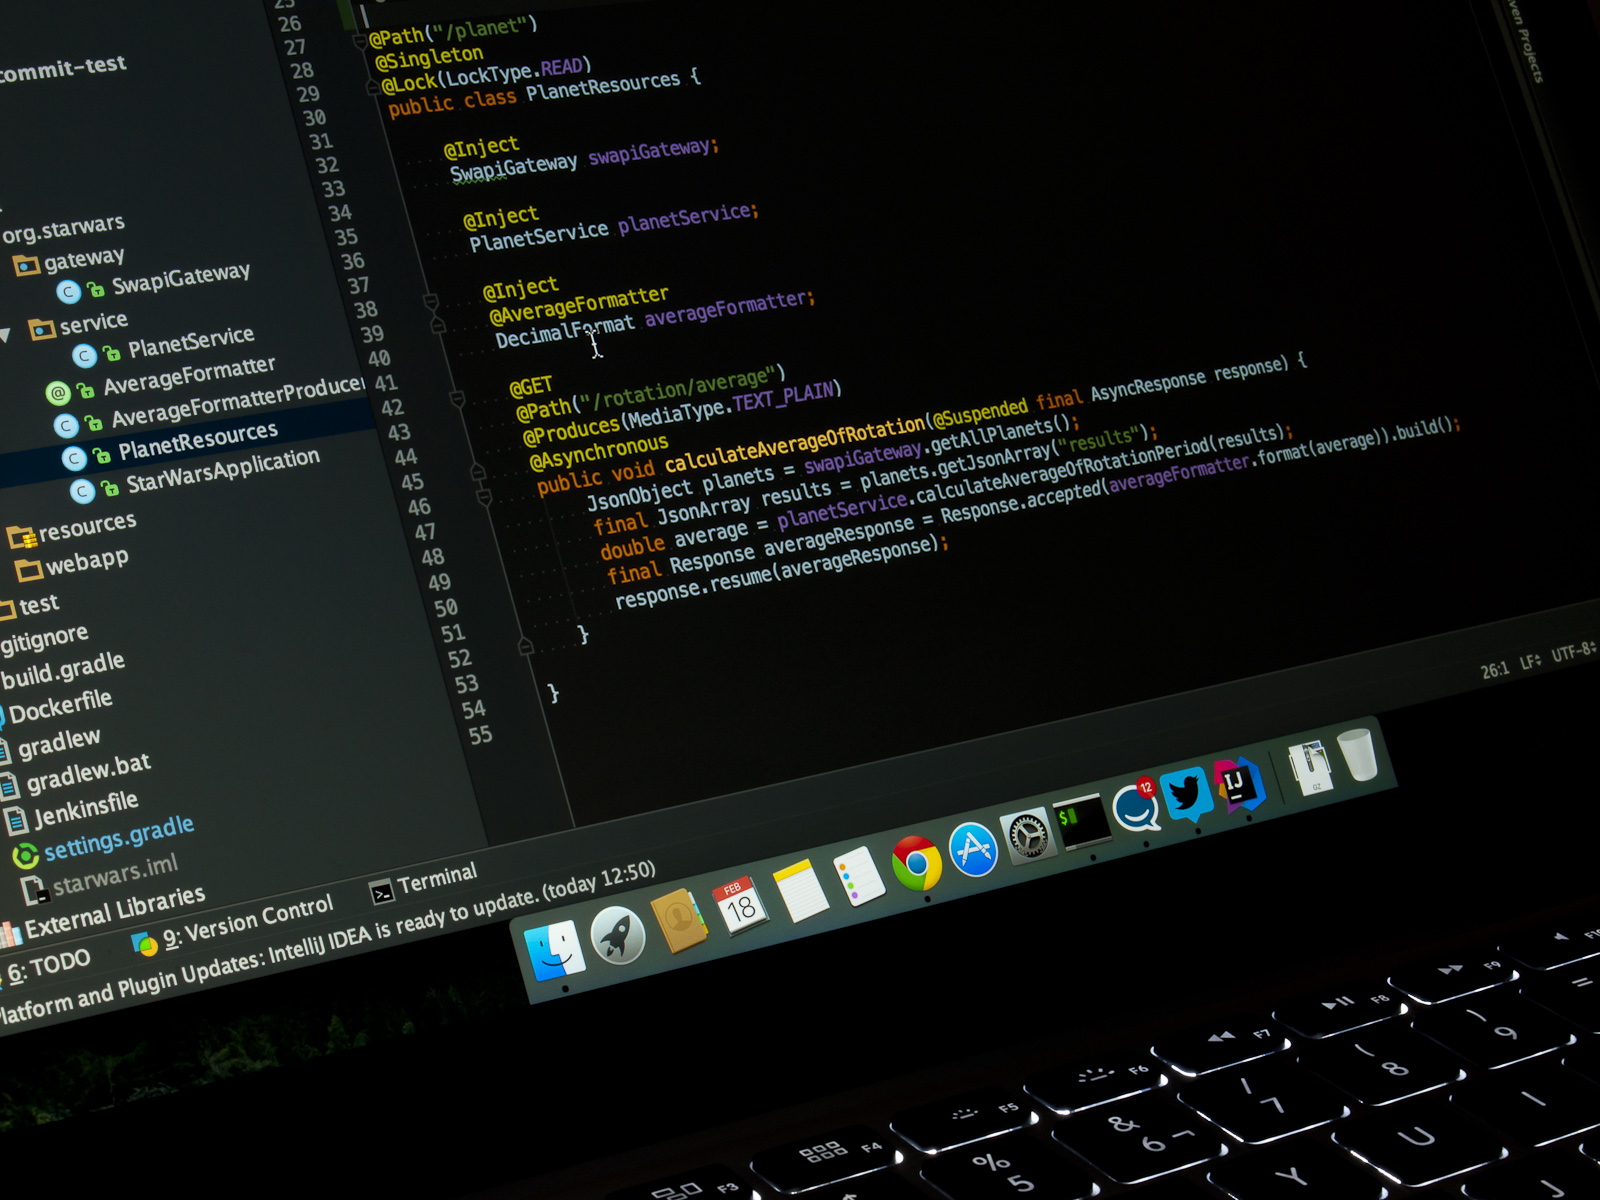 commit-test
org.starwars
gateway
SwapiGateway
service
PlanetService
AverageFormatter
AverageFormatterProducer
PlanetResources
StarWarsApplication
resources
webapp
test
gitignore
build.gradle
Dockerfile
gradlew
gradlew.bat
Jenkinsfile
settings.gradle
starwars.iml
External Libraries
25
26
27
28
29
30
31
32
33
34
35
36
37
38
39
40
41
42
43
44
45
46
47
48
49
50
51
52
53
54
55
@Path("/planet")
@Singleton
@Lock(LockType.READ)
public class PlanetResources {
@Inject
SwapiGateway swapiGateway;
@Inject
PlanetService planetService;
@Inject
@AverageFormatter
DecimalFormat averageFormatter;
@GET
@Path("/rotation/average")
@Produces(MediaType.TEXT_PLAIN)
@Asynchronous
public void calculateAverageOfRotation(@Suspended final AsyncResponse response) {
JsonObject planets = swapiGateway.getAllPlanets();
final JsonArray results = planets.getJsonArray("results");
double average = planetService.calculateAverageOfRotationPeriod(results);
final Response averageResponse = Response.accepted(averageFormatter.format(average)).build();
response.resume(averageResponse);
}
}
Projects
26:1 LF UTF-8
6: TODO 9: Version Control Terminal
Platform and Plugin Updates: IntelliJ IDEA is ready to update. (today 12:50)
FEB
18
$
12
IJ
F3
F4
F5
F6
F7
F8
F9
F10
%
5
&
6
7
(
8
)
9
=
Y
U
I